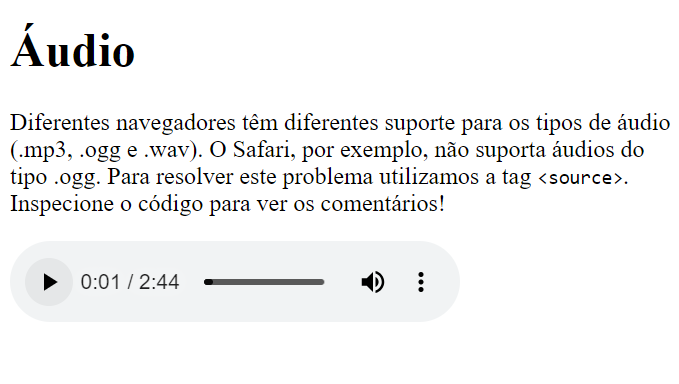 Áudio
Diferentes navegadores têm diferentes suporte para os tipos de áudio
(.mp3, .ogg e .wav). O Safari, por exemplo, não suporta áudios do
tipo .ogg. Para resolver este problema utilizamos a tag <source>.
Inspecione o código para ver os comentários!
0:01 / 2:44